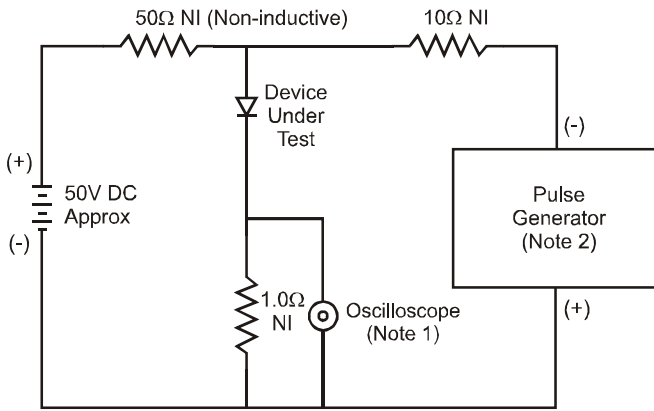 50Ω NI (Non-inductive)
10Ω NI
Device
Under
Test
(-)
(+)
50V DC
Approx
(-)
Pulse
Generator
(Note 2)
1.0Ω
NI
Oscilloscope
(Note 1)
(+)